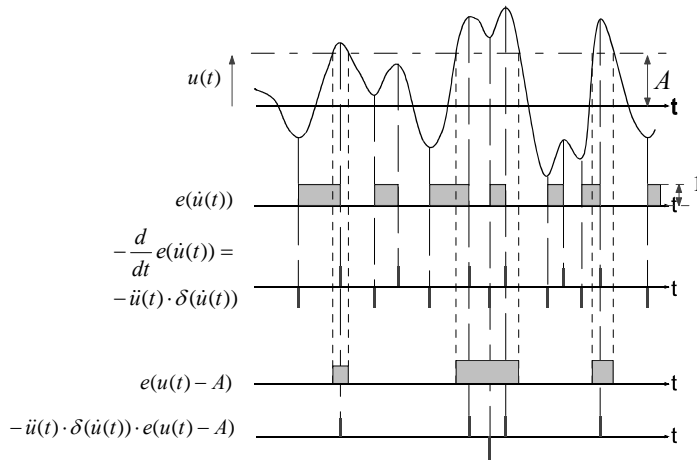 u(t)
A
t
1
e(u̇(t))
t
−d/dt e(u̇(t)) =
−ü(t)·δ(u̇(t))
t
e(u(t)−A)
t
−ü(t)·δ(u̇(t))·e(u(t)−A)
t